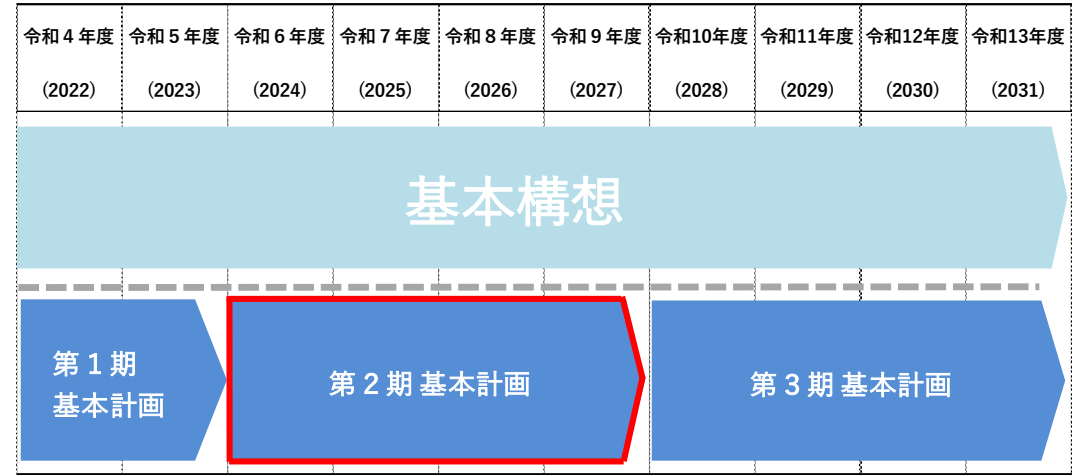 令和４年度 令和５年度 令和６年度 令和７年度 令和８年度 令和９年度 令和10年度 令和11年度 令和12年度 令和13年度
（2022） （2023） （2024） （2025） （2026） （2027） （2028） （2029） （2030） （2031）
基本構想
第１期
基本計画
第２期 基本計画
第３期 基本計画